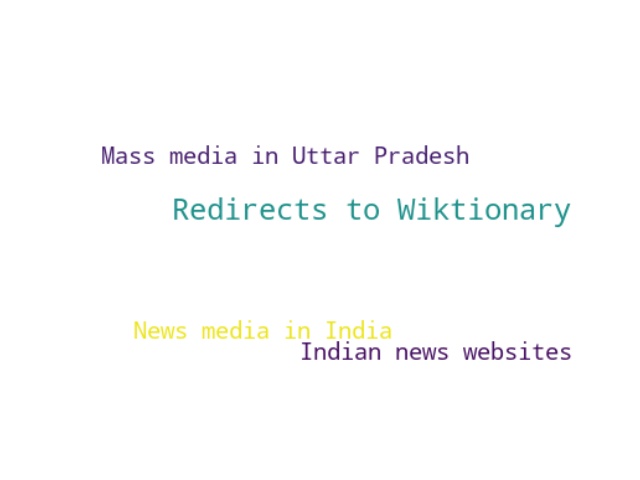 Mass media in Uttar Pradesh
Redirects to Wiktionary
News media in India
Indian news websites